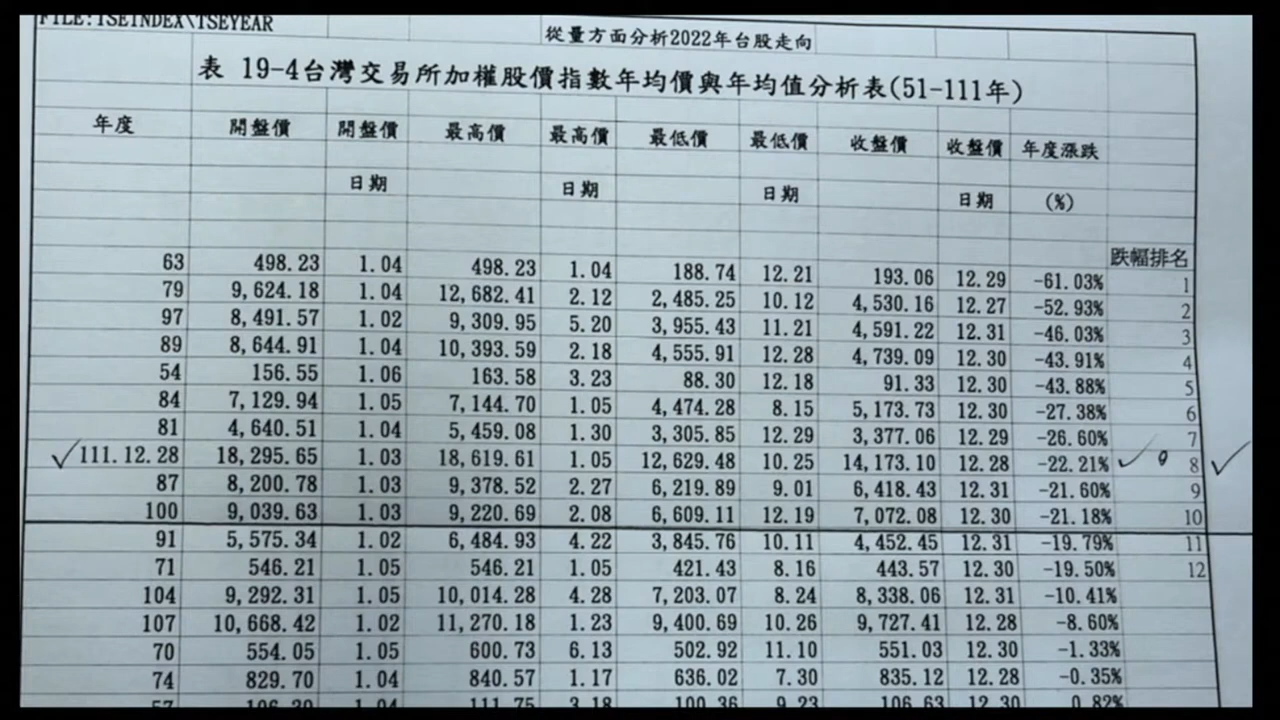 FILE:TSEINDEX\TSEYEAR
從量方面分析2022年台股走向
表 19-4台灣交易所加權股價指數年均價與年均值分析表(51-111年)
年度 開盤價 開盤價 最高價 最高價 最低價 最低價 收盤價 收盤價 年度漲跌
日期 日期 日期 日期 (%)
跌幅排名
63 498.23 1.04 498.23 1.04 188.74 12.21 193.06 12.29 -61.03% 1
79 9,624.18 1.04 12,682.41 2.12 2,485.25 10.12 4,530.16 12.27 -52.93% 2
97 8,491.57 1.02 9,309.95 5.20 3,955.43 11.21 4,591.22 12.31 -46.03% 3
89 8,644.91 1.04 10,393.59 2.18 4,555.91 12.28 4,739.09 12.30 -43.91% 4
54 156.55 1.06 163.58 3.23 88.30 12.18 91.33 12.30 -43.88% 5
84 7,129.94 1.05 7,144.70 1.05 4,474.28 8.15 5,173.73 12.30 -27.38% 6
81 4,640.51 1.04 5,459.08 1.30 3,305.85 12.29 3,377.06 12.29 -26.60% 7
✓111.12.28 18,295.65 1.03 18,619.61 1.05 12,629.48 10.25 14,173.10 12.28 -22.21% ✓ 8 ✓
87 8,200.78 1.03 9,378.52 2.27 6,219.89 9.01 6,418.43 12.31 -21.60% 9
100 9,039.63 1.03 9,220.69 2.08 6,609.11 12.19 7,072.08 12.30 -21.18% 10
91 5,575.34 1.02 6,484.93 4.22 3,845.76 10.11 4,452.45 12.31 -19.79% 11
71 546.21 1.05 546.21 1.05 421.43 8.16 443.57 12.30 -19.50% 12
104 9,292.31 1.05 10,014.28 4.28 7,203.07 8.24 8,338.06 12.31 -10.41%
107 10,668.42 1.02 11,270.18 1.23 9,400.69 10.26 9,727.41 12.28 -8.60%
70 554.05 1.05 600.73 6.13 502.92 11.10 551.03 12.30 -1.33%
74 829.70 1.04 840.57 1.17 636.02 7.30 835.12 12.28 -0.35%
57 106.20 1.04 111.75 3.18 100.36 9.23 106.63 12.30 0.82%